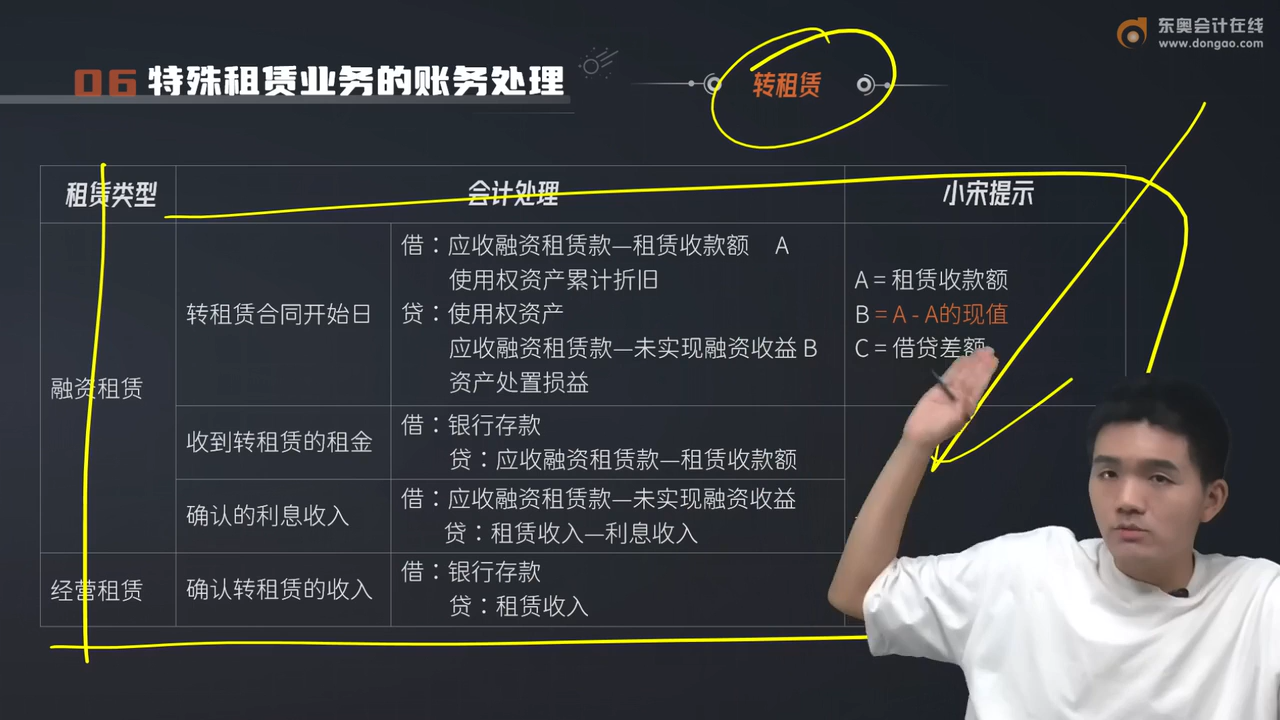 东奥会计在线
www.dongao.com
06 特殊租赁业务的账务处理
转租赁
租赁类型
会计处理
小宋提示
融资租赁
转租赁合同开始日
借：应收融资租赁款—租赁收款额 A
使用权资产累计折旧
贷：使用权资产
应收融资租赁款—未实现融资收益 B
资产处置损益
A = 租赁收款额
B = A - A的现值
C = 借贷差额
收到转租赁的租金
借：银行存款
贷：应收融资租赁款—租赁收款额
确认的利息收入
借：应收融资租赁款—未实现融资收益
贷：租赁收入—利息收入
经营租赁
确认转租赁的收入
借：银行存款
贷：租赁收入